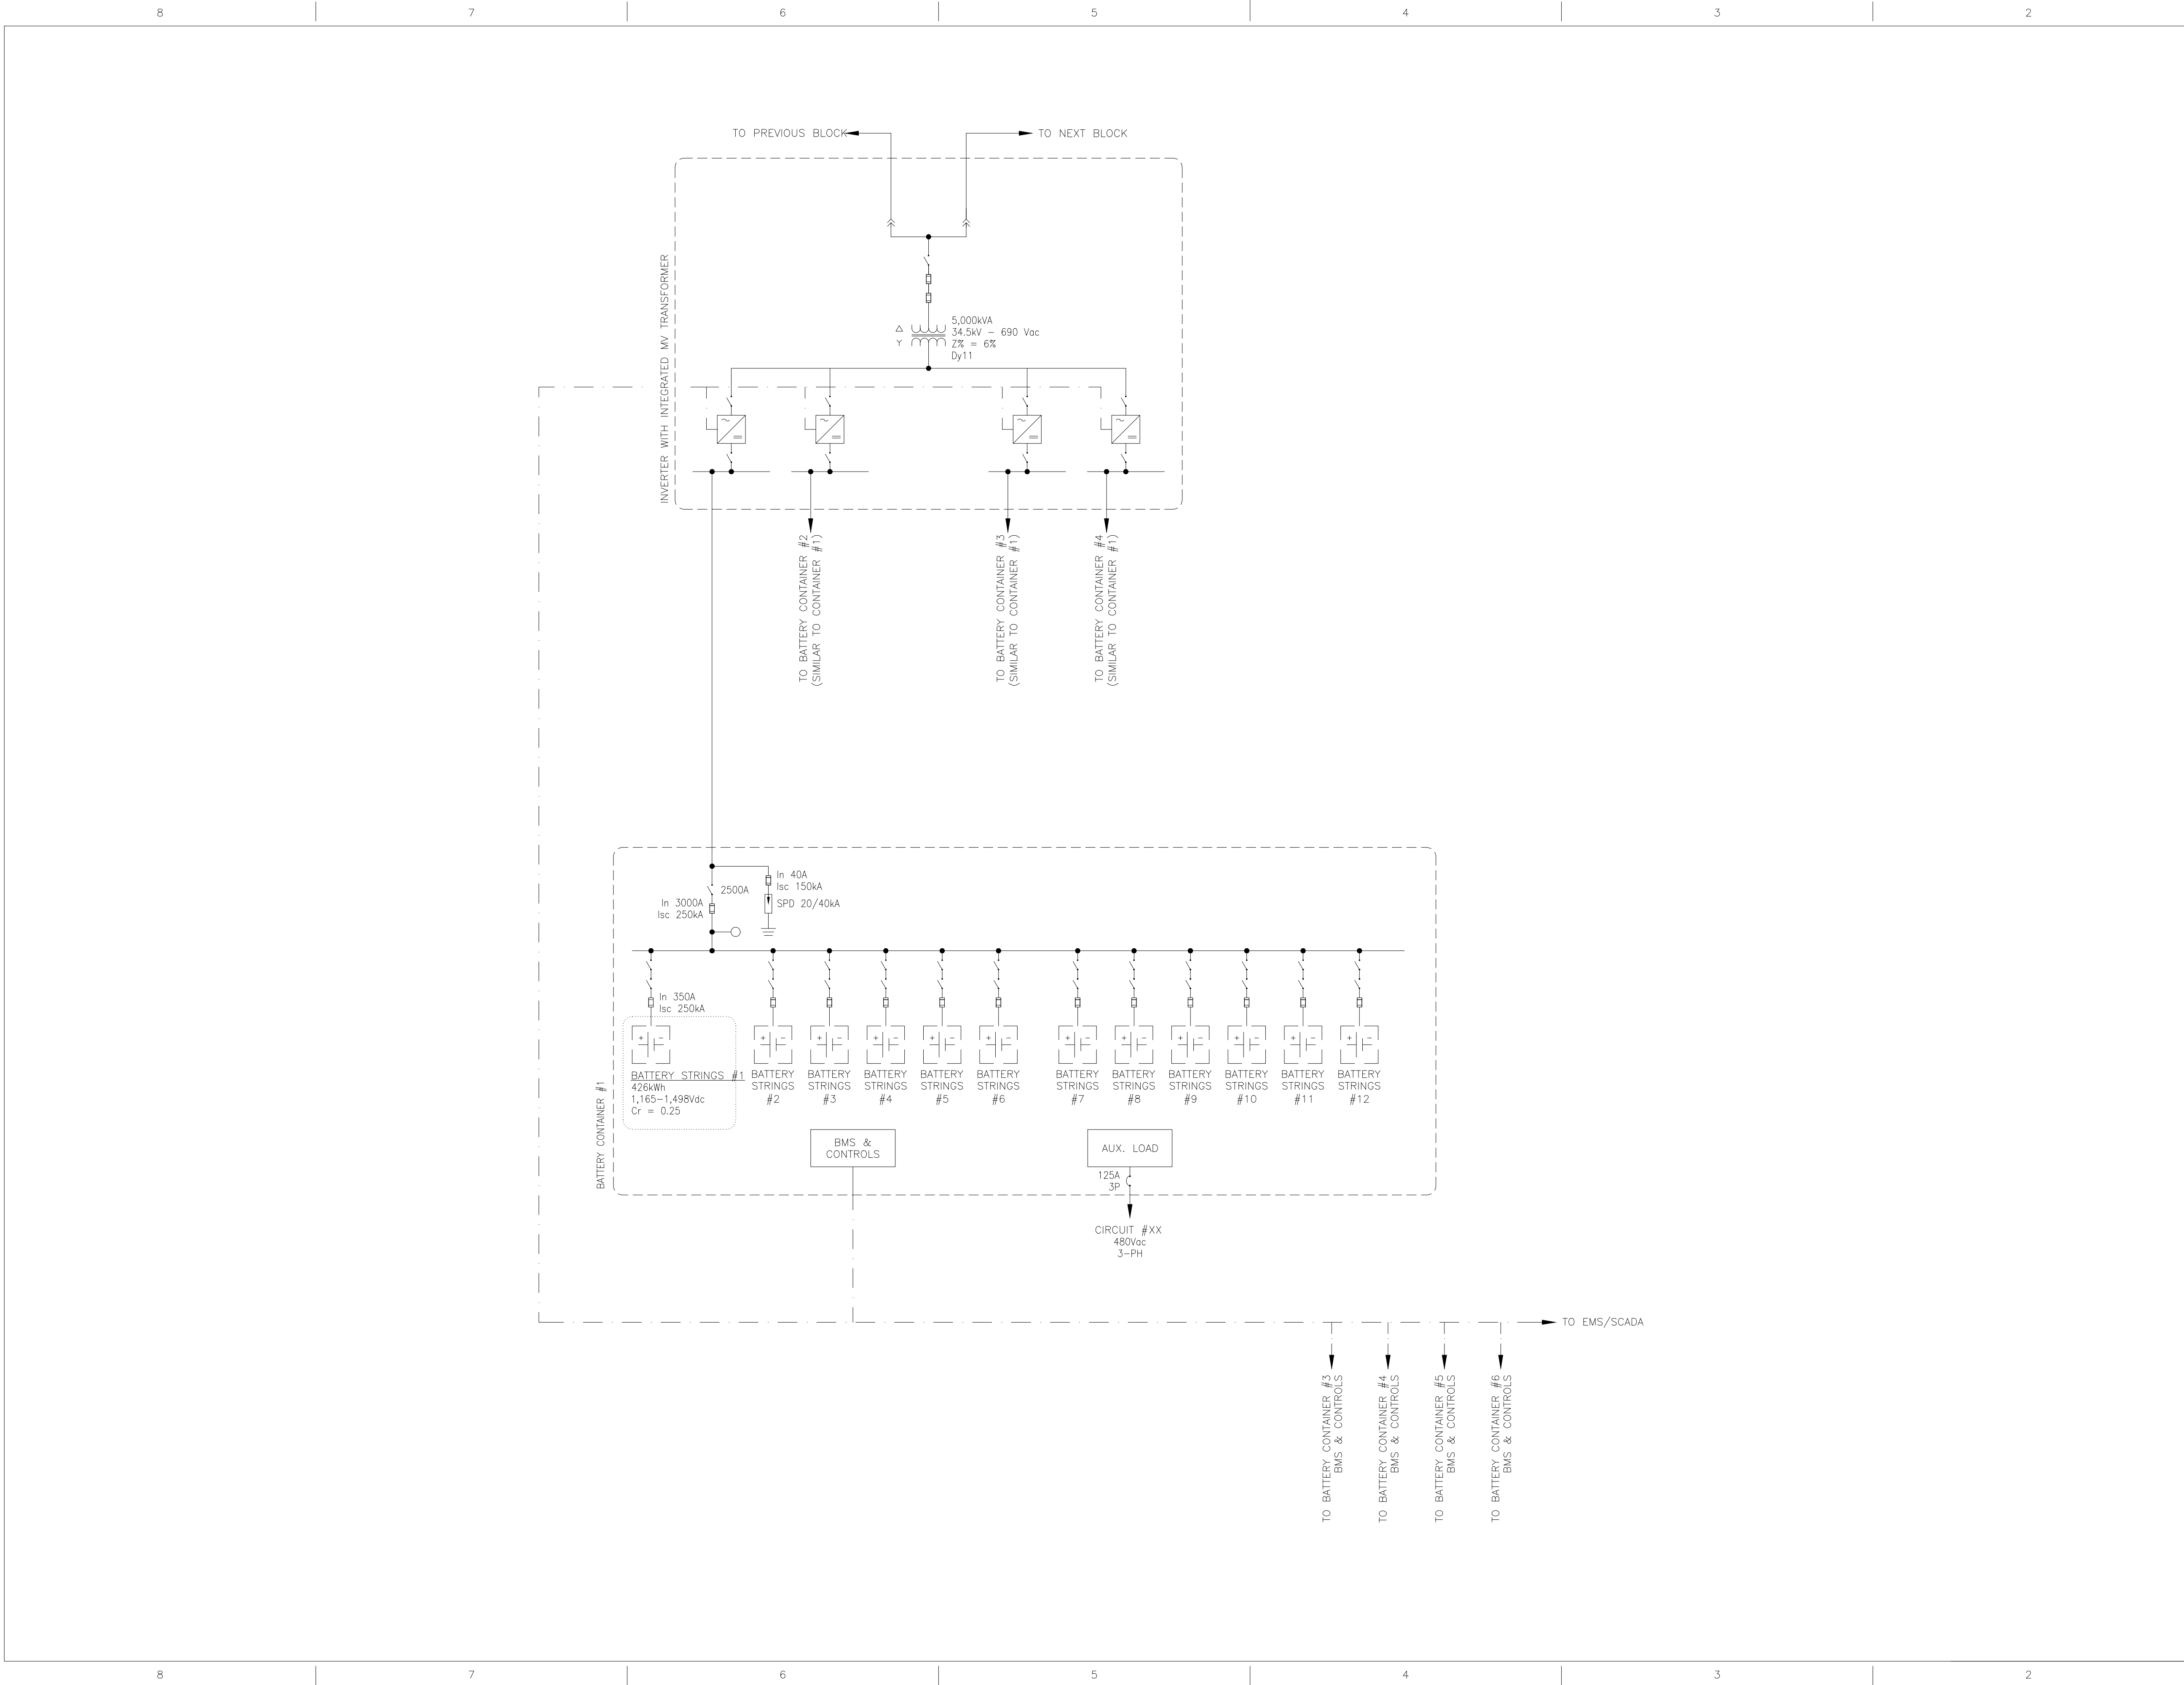 8 7 6 5 4 3 2
TO PREVIOUS BLOCK
TO NEXT BLOCK
INVERTER WITH INTEGRATED MV TRANSFORMER
5,000kVA
34.5kV - 690 Vac
Z% = 6%
Dy11
TO BATTERY CONTAINER #2
(SIMILAR TO CONTAINER #1)
TO BATTERY CONTAINER #3
(SIMILAR TO CONTAINER #1)
TO BATTERY CONTAINER #4
(SIMILAR TO CONTAINER #1)
BATTERY CONTAINER #1
2500A
In 3000A
Isc 250kA
In 40A
Isc 150kA
SPD 20/40kA
In 350A
Isc 250kA
BATTERY STRINGS #1
426kWh
1,165-1,498Vdc
Cr = 0.25
BATTERY
STRINGS
#2
BATTERY
STRINGS
#3
BATTERY
STRINGS
#4
BATTERY
STRINGS
#5
BATTERY
STRINGS
#6
BATTERY
STRINGS
#7
BATTERY
STRINGS
#8
BATTERY
STRINGS
#9
BATTERY
STRINGS
#10
BATTERY
STRINGS
#11
BATTERY
STRINGS
#12
BMS &
CONTROLS
AUX. LOAD
125A
3P
CIRCUIT #XX
480Vac
3-PH
TO EMS/SCADA
TO BATTERY CONTAINER #3
BMS & CONTROLS
TO BATTERY CONTAINER #4
BMS & CONTROLS
TO BATTERY CONTAINER #5
BMS & CONTROLS
TO BATTERY CONTAINER #6
BMS & CONTROLS
8 7 6 5 4 3 2